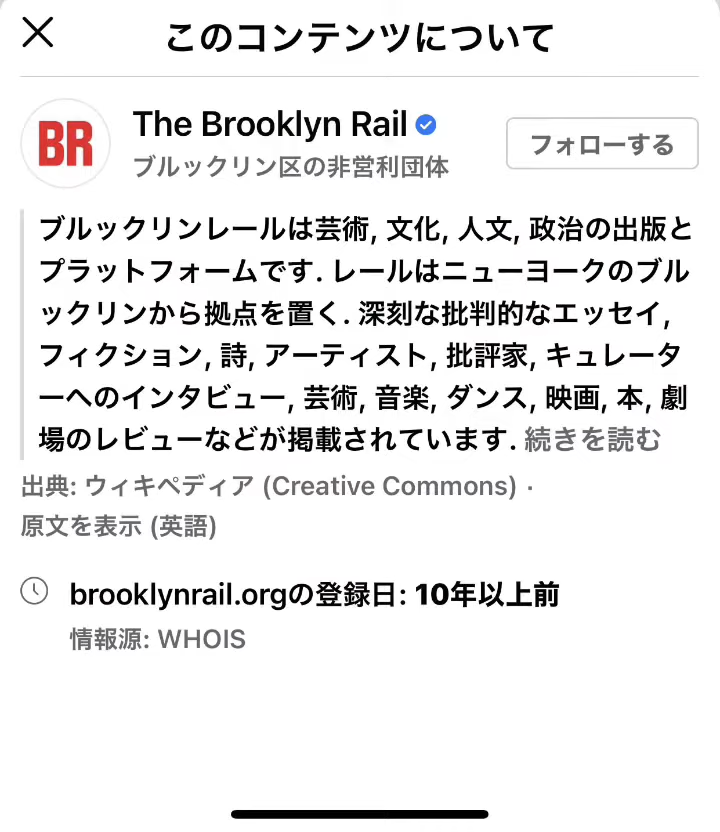 このコンテンツについて
BR
The Brooklyn Rail
ブルックリン区の非営利団体
フォローする
ブルックリンレールは芸術, 文化, 人文, 政治の出版と
プラットフォームです. レールはニューヨークのブル
ックリンから拠点を置く. 深刻な批判的なエッセイ,
フィクション, 詩, アーティスト, 批評家, キュレータ
ーへのインタビュー, 芸術, 音楽, ダンス, 映画, 本, 劇
場のレビューなどが掲載されています. 続きを読む
出典: ウィキペディア (Creative Commons) ·
原文を表示 (英語)
brooklynrail.orgの登録日: 10年以上前
情報源: WHOIS